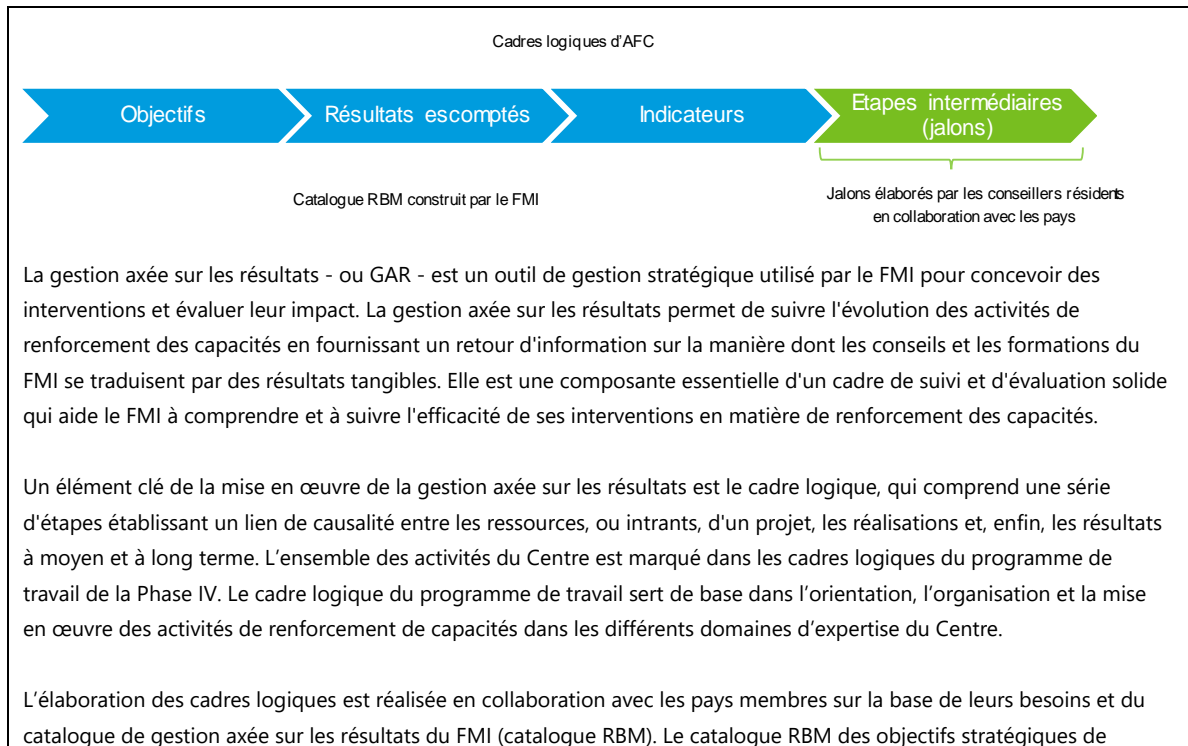 Cadres logiques d'AFC
Objectifs
Résultats escomptés
Indicateurs
Etapes intermédiaires
(jalons)
Catalogue RBM construit par le FMI
Jalons élaborés par les conseillers résidents
en collaboration avec les pays
La gestion axée sur les résultats - ou GAR - est un outil de gestion stratégique utilisé par le FMI pour concevoir des
interventions et évaluer leur impact. La gestion axée sur les résultats permet de suivre l'évolution des activités de
renforcement des capacités en fournissant un retour d'information sur la manière dont les conseils et les formations du
FMI se traduisent par des résultats tangibles. Elle est une composante essentielle d'un cadre de suivi et d'évaluation solide
qui aide le FMI à comprendre et à suivre l'efficacité de ses interventions en matière de renforcement des capacités.
Un élément clé de la mise en œuvre de la gestion axée sur les résultats est le cadre logique, qui comprend une série
d'étapes établissant un lien de causalité entre les ressources, ou intrants, d'un projet, les réalisations et, enfin, les résultats
à moyen et à long terme. L'ensemble des activités du Centre est marqué dans les cadres logiques du programme de
travail de la Phase IV. Le cadre logique du programme de travail sert de base dans l'orientation, l'organisation et la mise
en œuvre des activités de renforcement de capacités dans les différents domaines d'expertise du Centre.
L'élaboration des cadres logiques est réalisée en collaboration avec les pays membres sur la base de leurs besoins et du
catalogue de gestion axée sur les résultats du FMI (catalogue RBM). Le catalogue RBM des objectifs stratégiques de